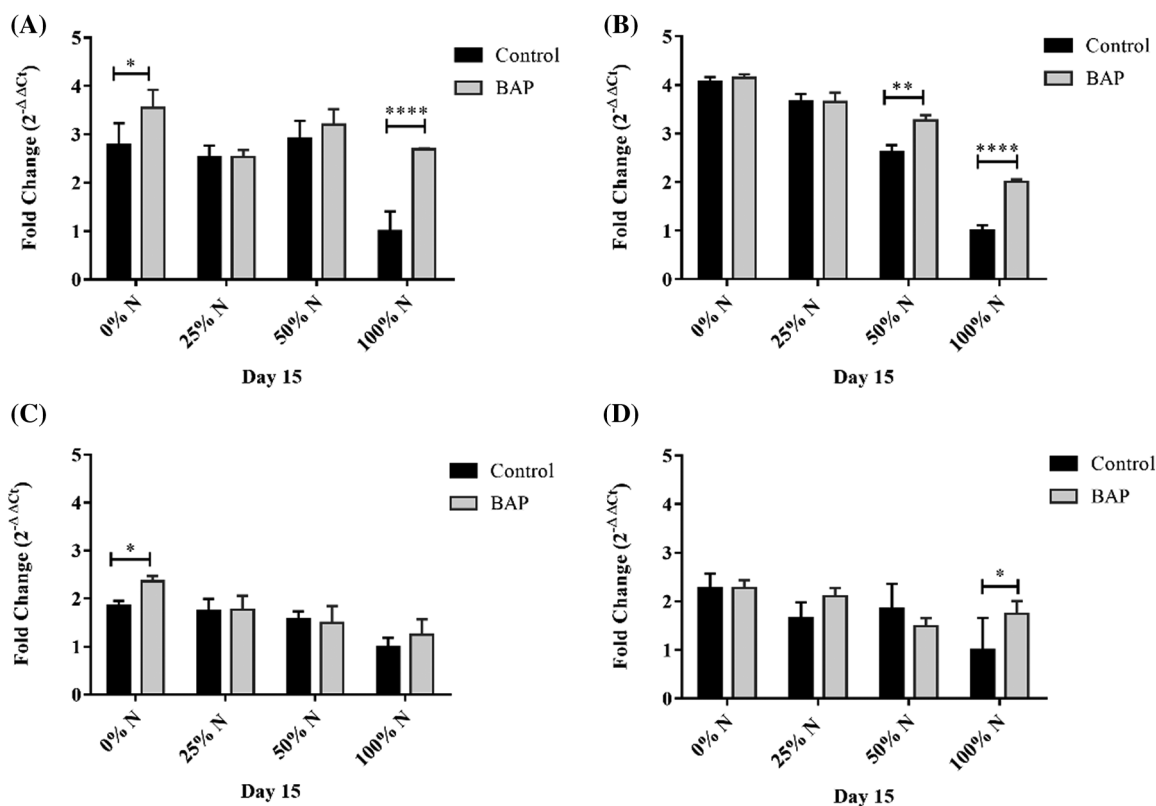 (A)
Fold Change (2^-ΔΔCt)
5
4
3
2
1
0
*
****
Control
BAP
0% N
25% N
50% N
100% N
Day 15
(B)
Fold Change (2^-ΔΔCt)
5
4
3
2
1
0
**
****
Control
BAP
0% N
25% N
50% N
100% N
Day 15
(C)
Fold Change (2^-ΔΔCt)
5
4
3
2
1
0
*
Control
BAP
0% N
25% N
50% N
100% N
Day 15
(D)
Fold Change (2^-ΔΔCt)
5
4
3
2
1
0
*
Control
BAP
0% N
25% N
50% N
100% N
Day 15